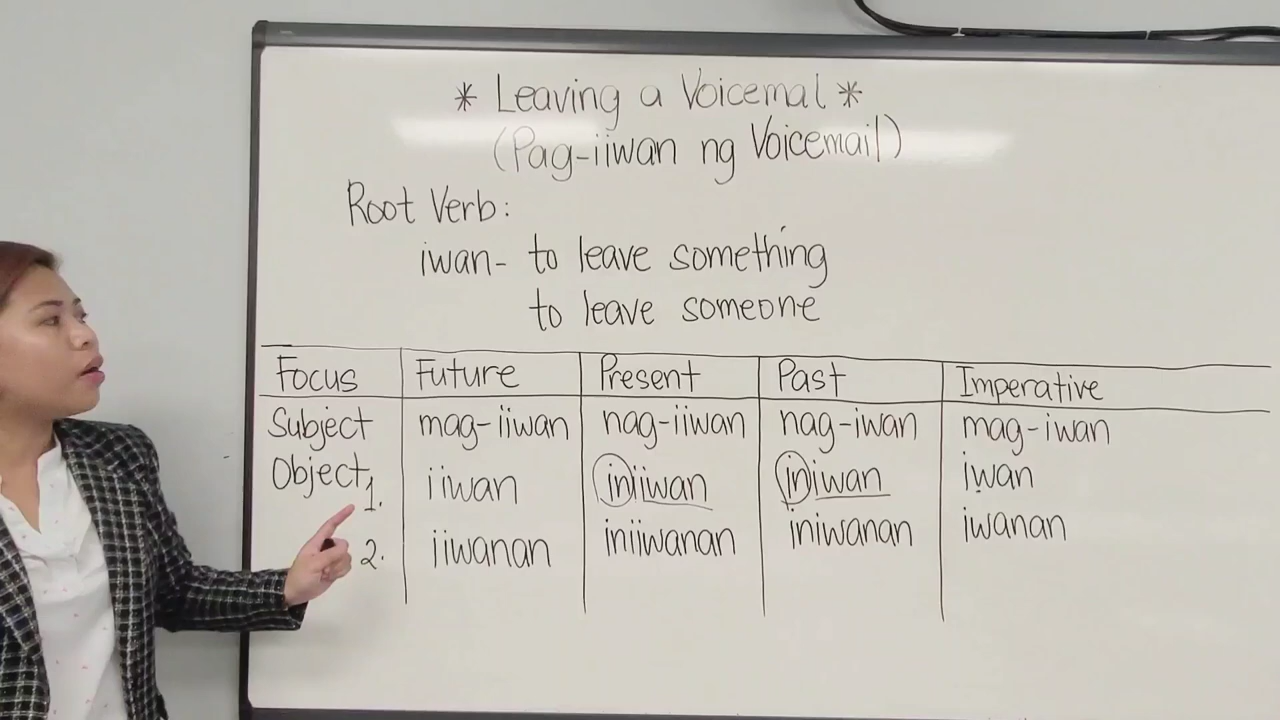 * Leaving a Voicemal *
(Pag-iiwan ng Voicemail)
Root Verb:
iwan- to leave something
to leave someone
Focus Future Present Past Imperative
Subject mag-iiwan nag-iiwan nag-iwan mag-iwan
Object 1. iiwan iniiwan iniwan iwan
2. iiwanan iniiwanan iniwanan iwanan